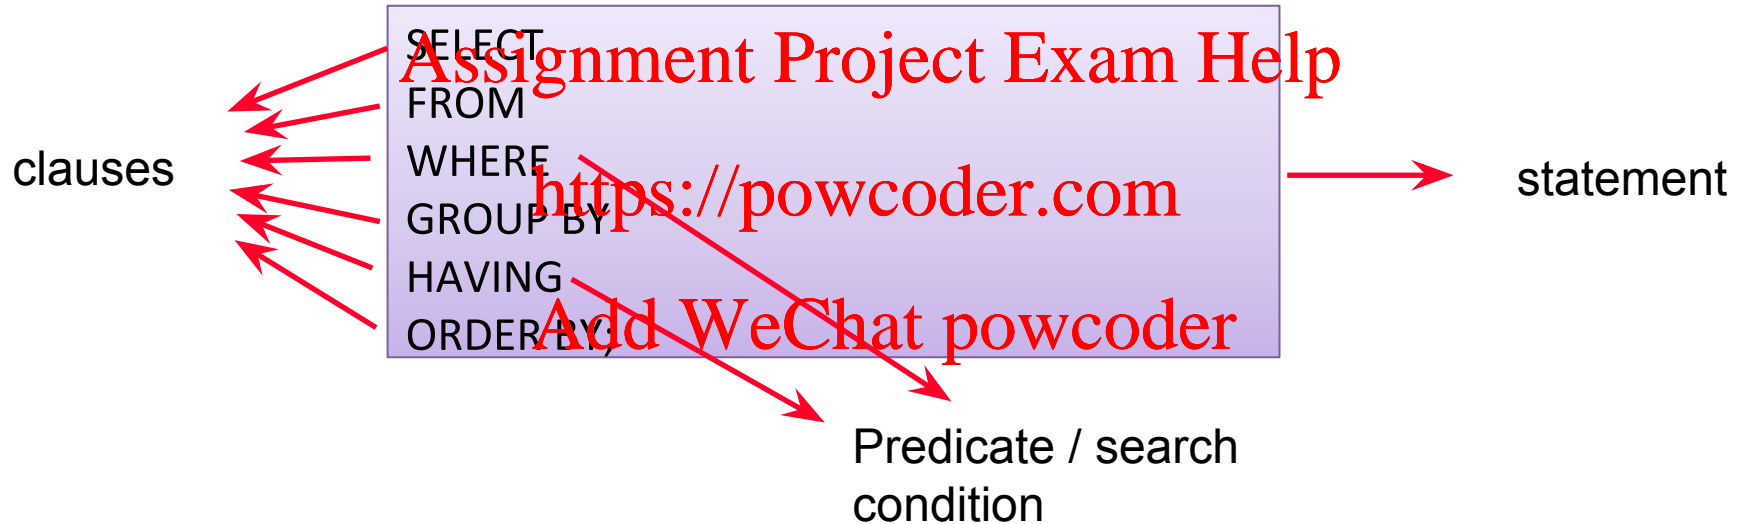 SELECT
Assignment Project Exam Help
FROM
clauses
WHERE
https://powcoder.com
statement
GROUP BY
HAVING
Add WeChat powcoder
ORDER BY;
Predicate / search
condition